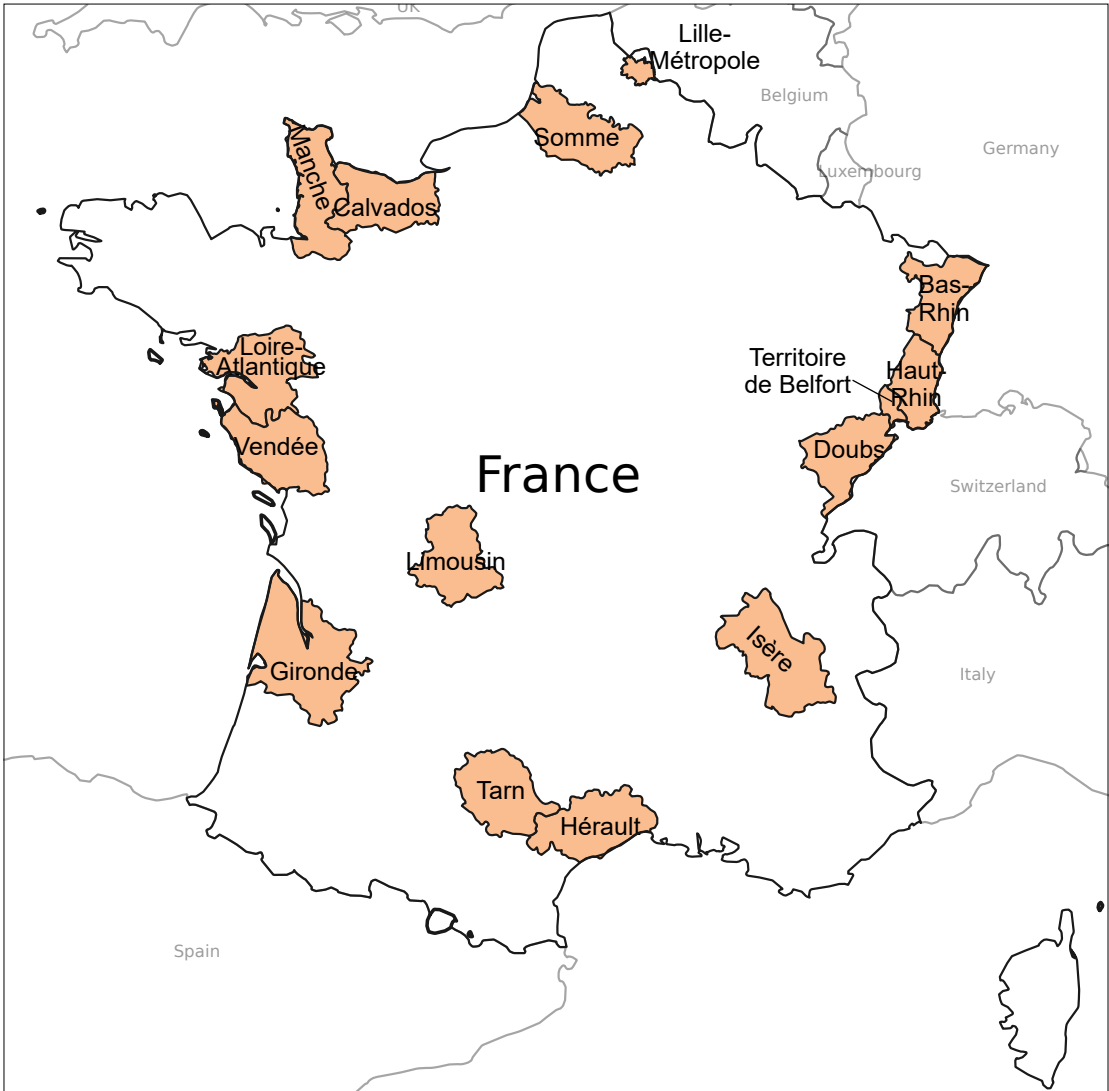 UK
Lille-
Métropole
Belgium
Somme
Germany
Manche
Luxembourg
Calvados
Bas-
Rhin
Loire-
Atlantique
Territoire
de Belfort
Haut-
Rhin
Vendée
Doubs
France
Switzerland
Limousin
Isère
Gironde
Italy
Tarn
Hérault
Spain